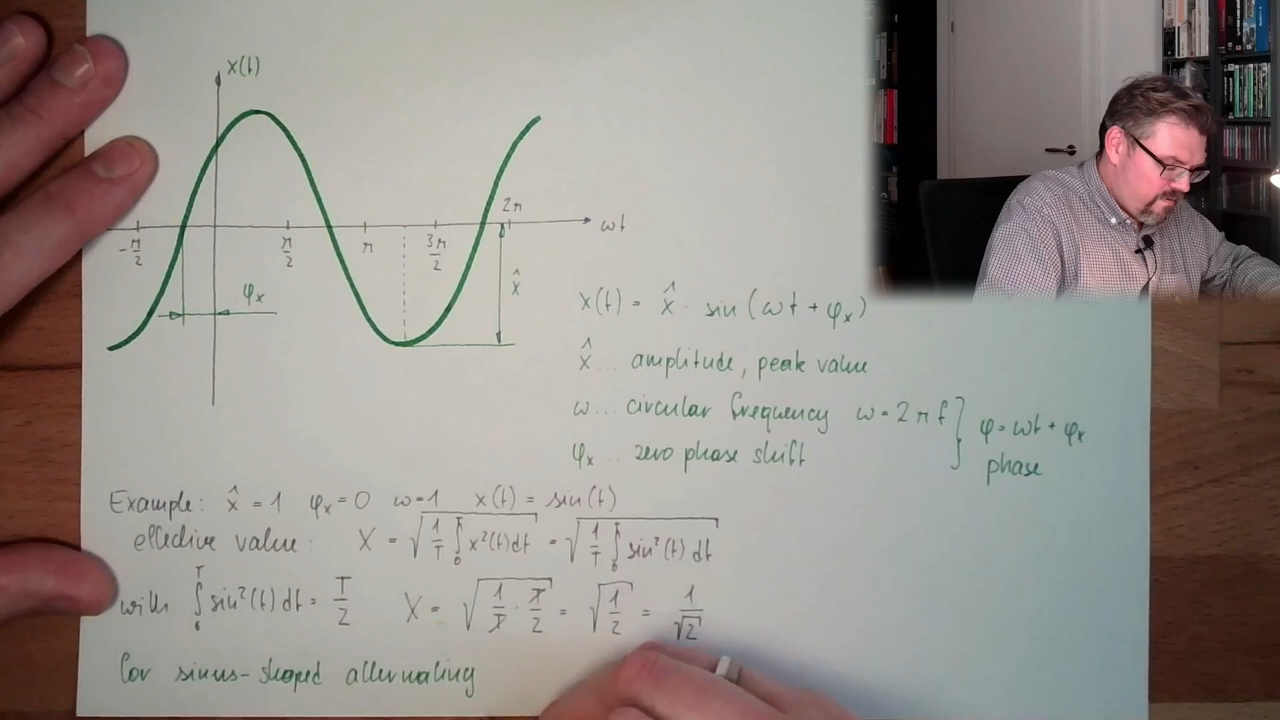 x(t)
2π
ωt
-π/2
π/2
π
3π/2
φₓ
x̂
x(t) = x̂ · sin (ωt + φₓ)
x̂ ... amplitude, peak value
ω ... circular frequency ω = 2πf
φₓ ... zero phase shift
} φ = ωt + φₓ
phase
Example: x̂ = 1 φₓ = 0 ω = 1 x(t) = sin(t)
effective value: X = √(1/T ∫₀ᵀ x²(t) dt) = √(1/T ∫₀ᵀ sin²(t) dt)
with ∫₀ᵀ sin²(t) dt = T/2 X = √(1/T · T/2) = √(1/2) = 1/√2
for sinus-shaped alternating